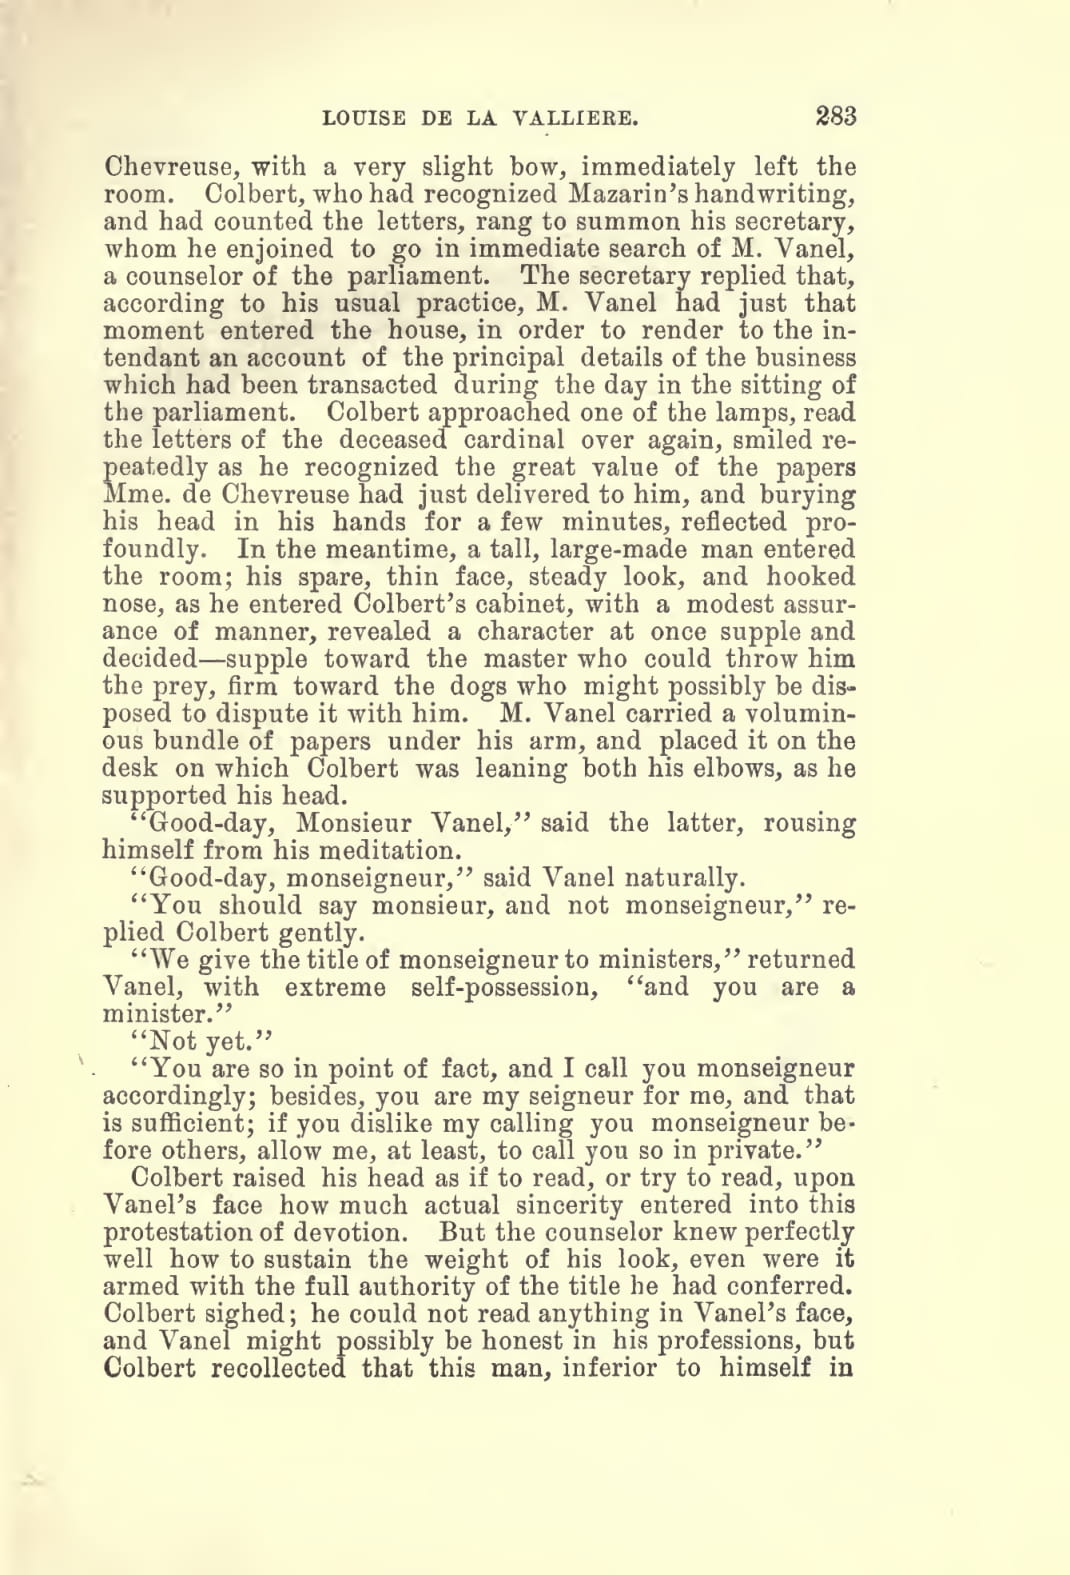 LOUISE DE LA VALLIERE. 283
Chevreuse, with a very slight bow, immediately left the
room. Colbert, who had recognized Mazarin's handwriting,
and had counted the letters, rang to summon his secretary,
whom he enjoined to go in immediate search of M. Vanel,
a counselor of the parliament. The secretary replied that,
according to his usual practice, M. Vanel had just that
moment entered the house, in order to render to the in-
tendant an account of the principal details of the business
which had been transacted during the day in the sitting of
the parliament. Colbert approached one of the lamps, read
the letters of the deceased cardinal over again, smiled re-
peatedly as he recognized the great value of the papers
Mme. de Chevreuse had just delivered to him, and burying
his head in his hands for a few minutes, reflected pro-
foundly. In the meantime, a tall, large-made man entered
the room; his spare, thin face, steady look, and hooked
nose, as he entered Colbert's cabinet, with a modest assur-
ance of manner, revealed a character at once supple and
decided—supple toward the master who could throw him
the prey, firm toward the dogs who might possibly be dis-
posed to dispute it with him. M. Vanel carried a volumin-
ous bundle of papers under his arm, and placed it on the
desk on which Colbert was leaning both his elbows, as he
supported his head.
"Good-day, Monsieur Vanel," said the latter, rousing
himself from his meditation.
"Good-day, monseigneur," said Vanel naturally.
"You should say monsieur, and not monseigneur," re-
plied Colbert gently.
"We give the title of monseigneur to ministers," returned
Vanel, with extreme self-possession, "and you are a
minister."
"Not yet."
"You are so in point of fact, and I call you monseigneur
accordingly; besides, you are my seigneur for me, and that
is sufficient; if you dislike my calling you monseigneur be-
fore others, allow me, at least, to call you so in private."
Colbert raised his head as if to read, or try to read, upon
Vanel's face how much actual sincerity entered into this
protestation of devotion. But the counselor knew perfectly
well how to sustain the weight of his look, even were it
armed with the full authority of the title he had conferred.
Colbert sighed; he could not read anything in Vanel's face,
and Vanel might possibly be honest in his professions, but
Colbert recollected that this man, inferior to himself in